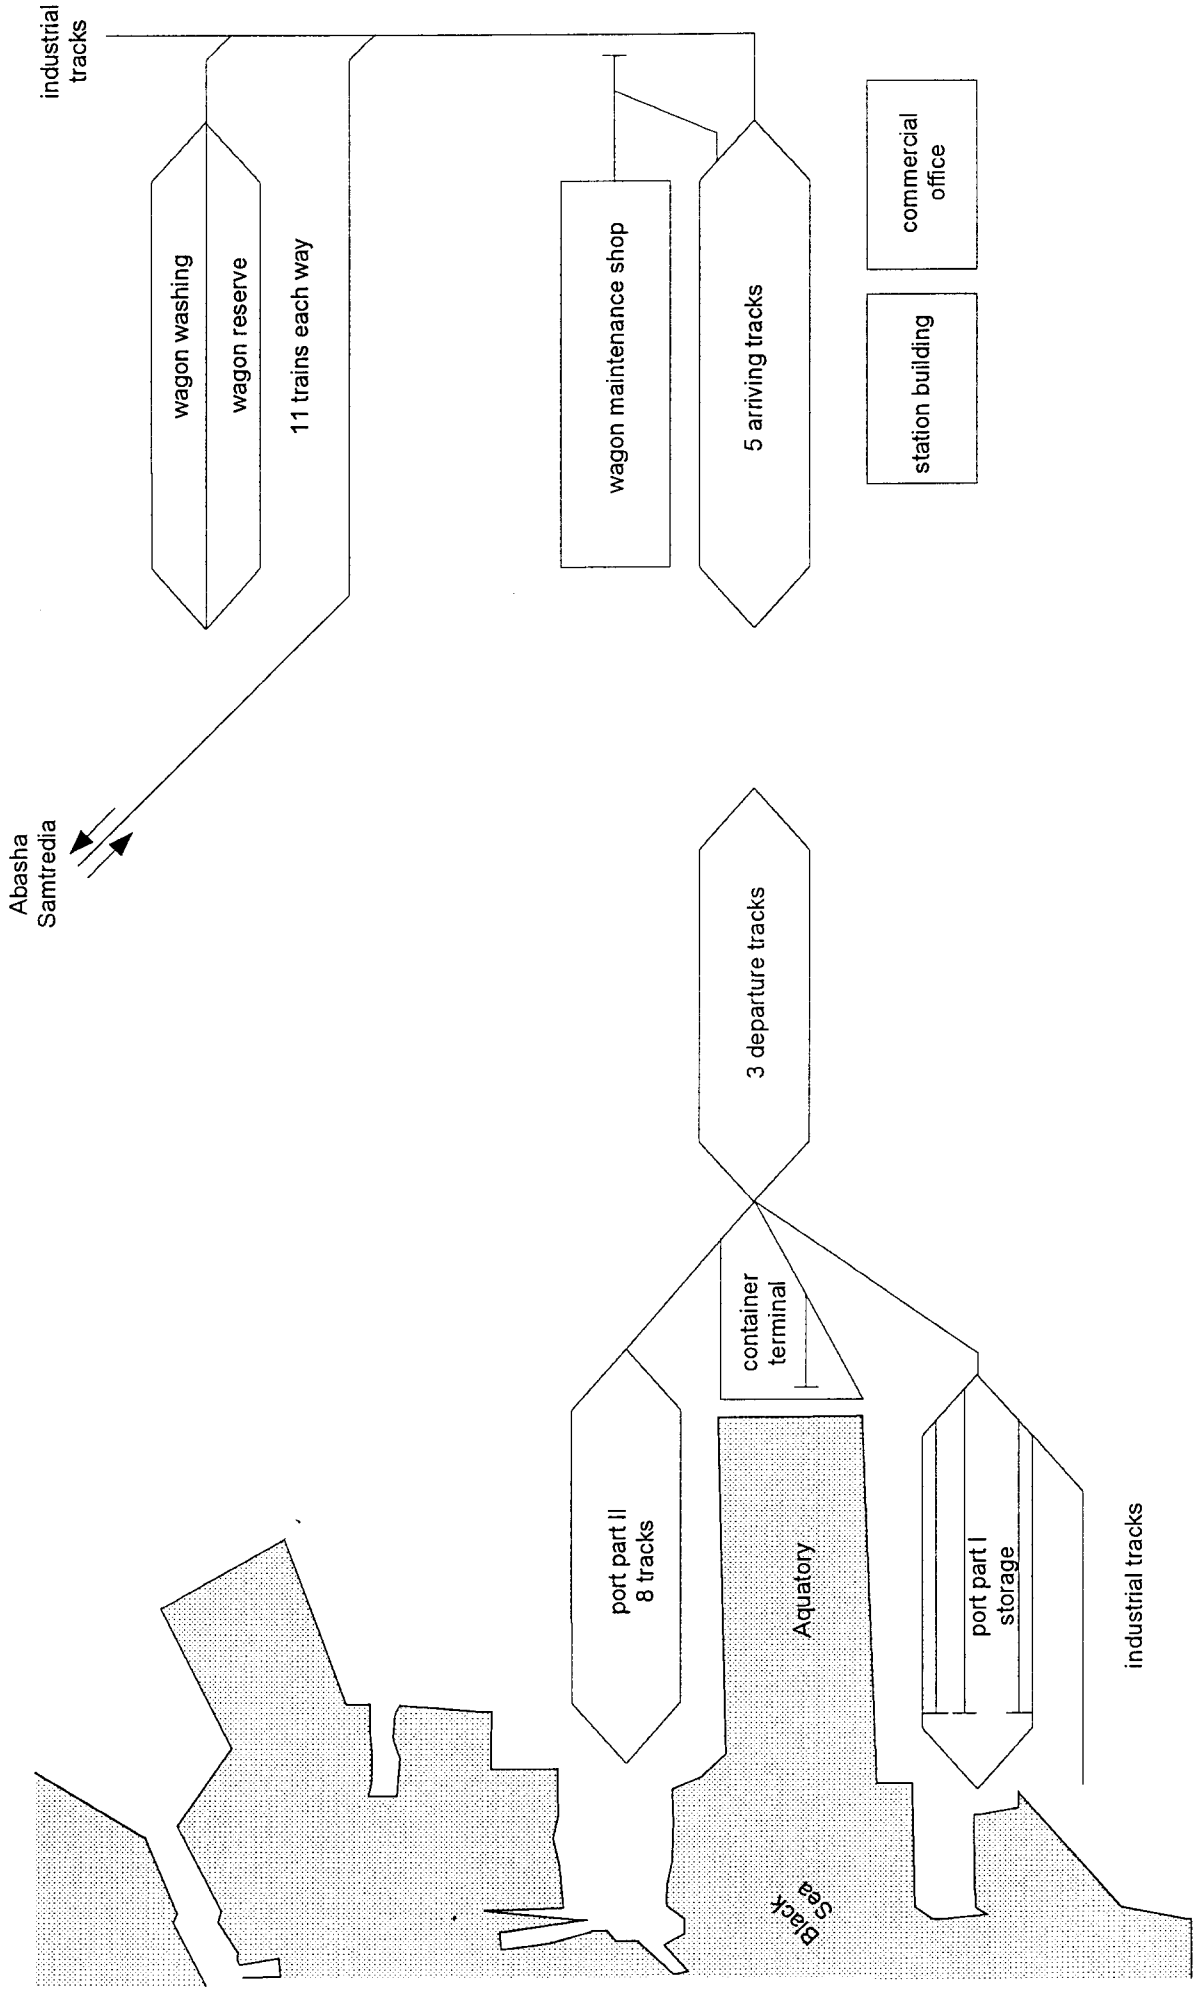 Abasha
Samtredia
industrial
tracks
wagon washing
wagon reserve
11 trains each way
wagon maintenance shop
port part II
8 tracks
container
terminal
3 departure tracks
5 arriving tracks
Aquatory
Black
Sea
station building
commercial
office
port part I
storage
industrial tracks